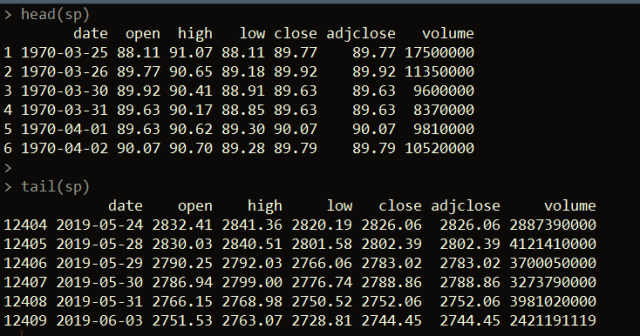 > head(sp)
        date  open  high   low close adjclose   volume
1 1970-03-25 88.11 91.07 88.11 89.77    89.77 17500000
2 1970-03-26 89.77 90.65 89.18 89.92    89.92 11350000
3 1970-03-30 89.92 90.41 88.91 89.63    89.63  9600000
4 1970-03-31 89.63 90.17 88.85 89.63    89.63  8370000
5 1970-04-01 89.63 90.62 89.30 90.07    90.07  9810000
6 1970-04-02 90.07 90.70 89.28 89.79    89.79 10520000
>
> tail(sp)
            date    open    high     low   close adjclose     volume
12404 2019-05-24 2832.41 2841.36 2820.19 2826.06  2826.06 2887390000
12405 2019-05-28 2830.03 2840.51 2801.58 2802.39  2802.39 4121410000
12406 2019-05-29 2790.25 2792.03 2766.06 2783.02  2783.02 3700050000
12407 2019-05-30 2786.94 2799.00 2776.74 2788.86  2788.86 3273790000
12408 2019-05-31 2766.15 2768.98 2750.52 2752.06  2752.06 3981020000
12409 2019-06-03 2751.53 2763.07 2728.81 2744.45  2744.45 2421191119